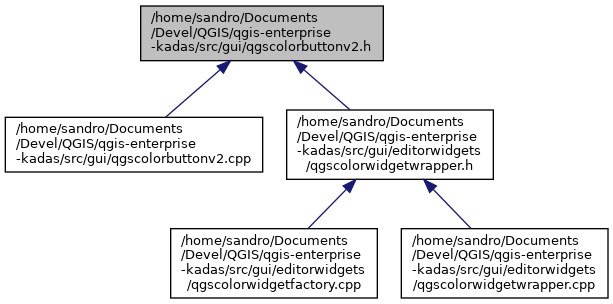 /home/sandro/Documents
/Devel/QGIS/qgis-enterprise
-kadas/src/gui/qgscolorbuttonv2.h
/home/sandro/Documents
/Devel/QGIS/qgis-enterprise
-kadas/src/gui/qgscolorbuttonv2.cpp
/home/sandro/Documents
/Devel/QGIS/qgis-enterprise
-kadas/src/gui/editorwidgets
/qgscolorwidgetwrapper.h
/home/sandro/Documents
/Devel/QGIS/qgis-enterprise
-kadas/src/gui/editorwidgets
/qgscolorwidgetfactory.cpp
/home/sandro/Documents
/Devel/QGIS/qgis-enterprise
-kadas/src/gui/editorwidgets
/qgscolorwidgetwrapper.cpp